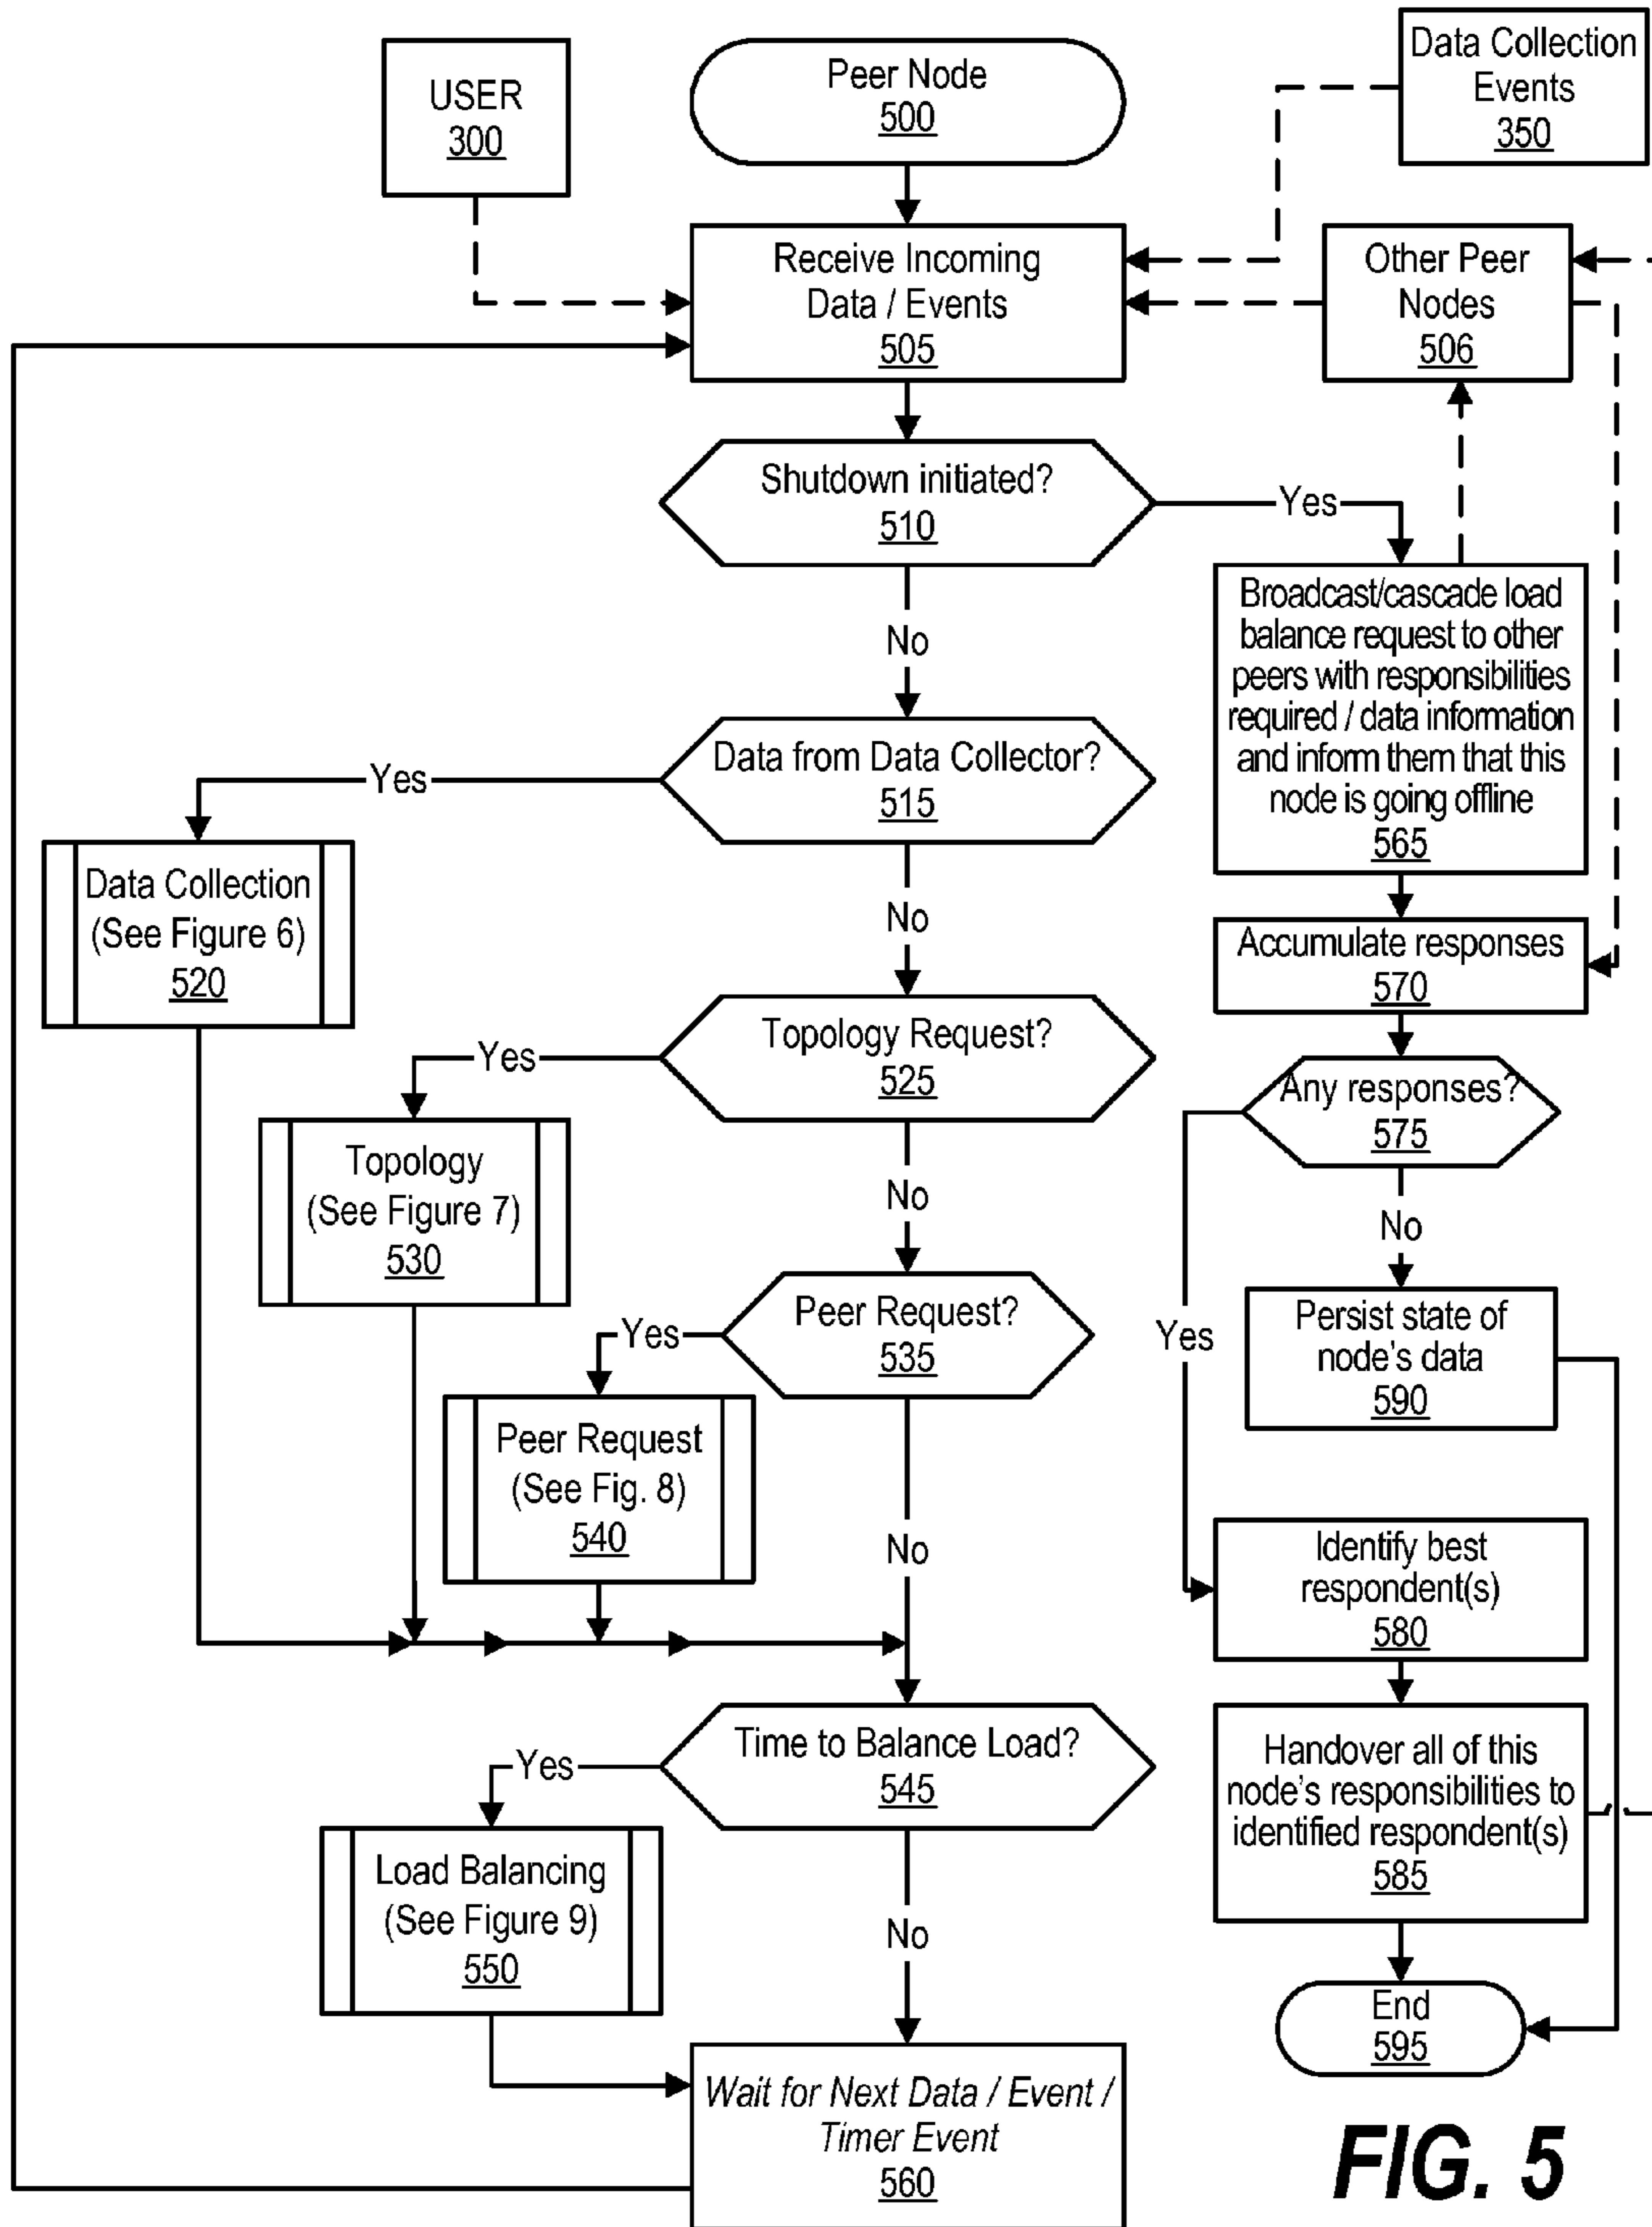 USER
300
Peer Node
500
Data Collection
Events
350
Receive Incoming
Data / Events
505
Other Peer
Nodes
506
Shutdown initiated?
510
Yes
No
Broadcast/cascade load
balance request to other
peers with responsibilities
required / data information
and inform them that this
node is going offline
565
Data from Data Collector?
515
Yes
No
Data Collection
(See Figure 6)
520
Accumulate responses
570
Topology Request?
525
Yes
No
Any responses?
575
Yes
No
Topology
(See Figure 7)
530
Peer Request?
535
Yes
No
Persist state of
node's data
590
Peer Request
(See Fig. 8)
540
Identify best
respondent(s)
580
Time to Balance Load?
545
Yes
No
Handover all of this
node's responsibilities to
identified respondent(s)
585
Load Balancing
(See Figure 9)
550
End
595
Wait for Next Data / Event /
Timer Event
560
FIG. 5